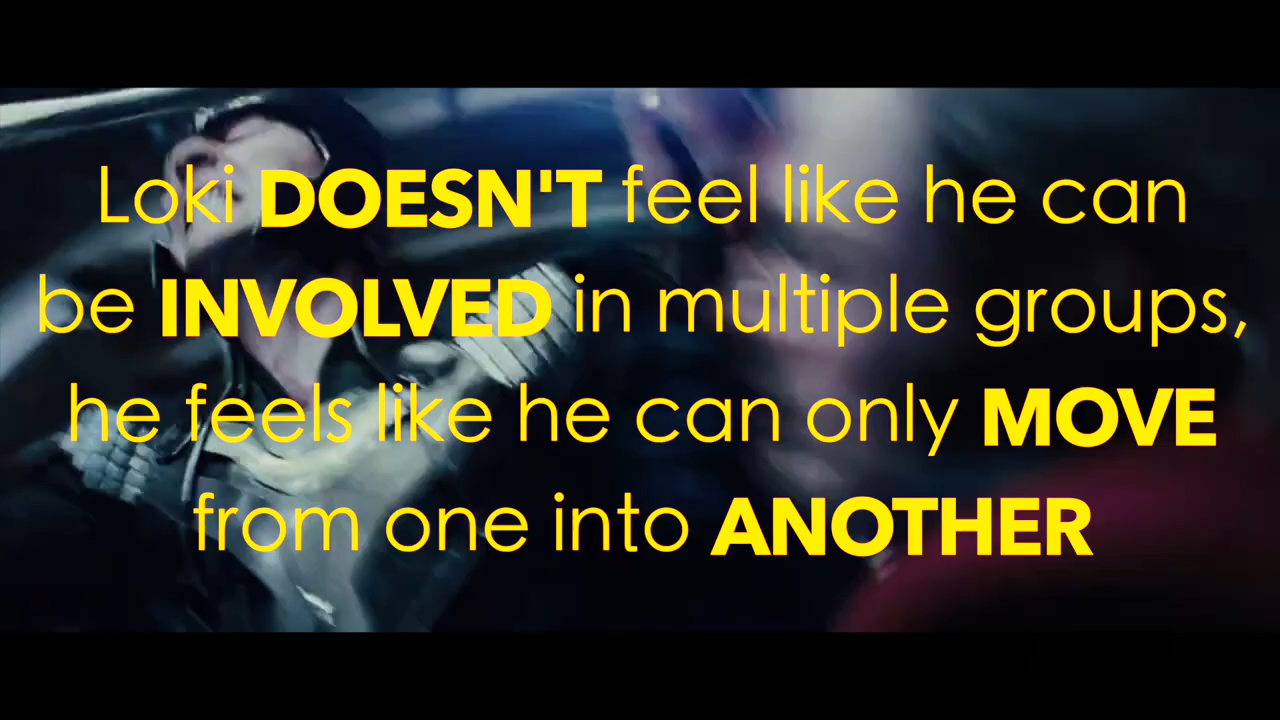 Loki DOESN'T feel like he can
be INVOLVED in multiple groups,
he feels like he can only MOVE
from one into ANOTHER